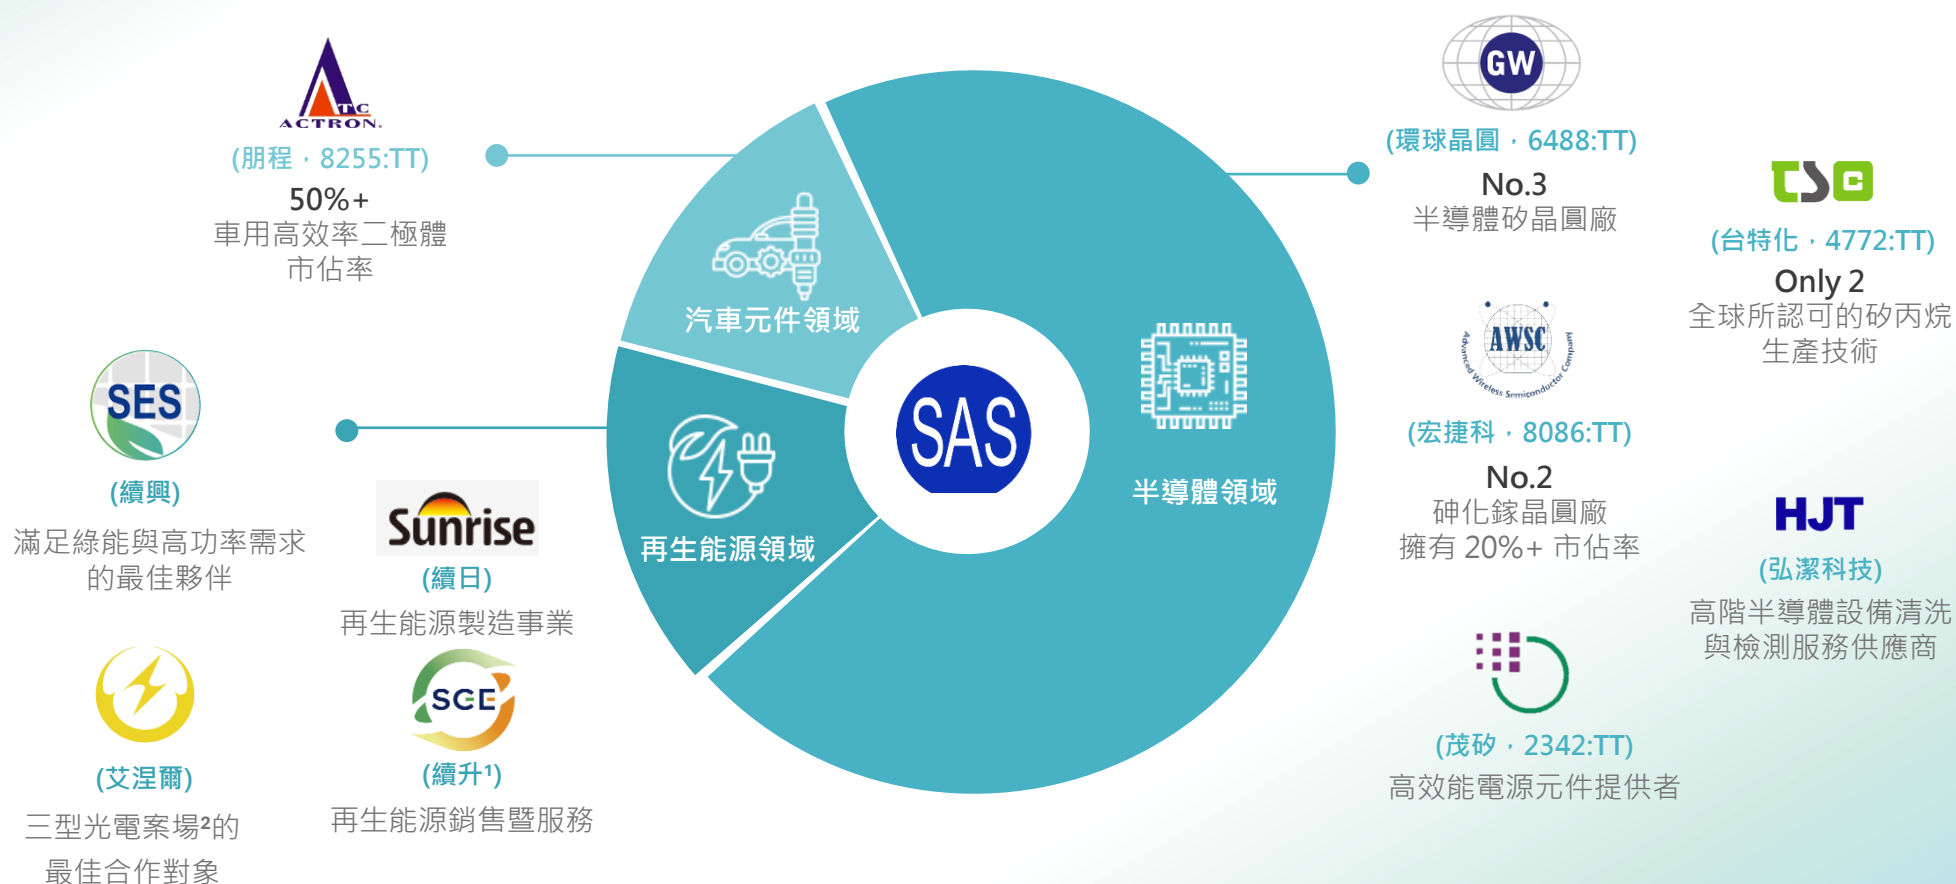 ATC
ACTRON.
(朋程．8255:TT)
50%+
車用高效率二極體
市佔率
SES
(續興)
滿足綠能與高功率需求
的最佳夥伴
Sunrise
(續日)
再生能源製造事業
(艾涅爾)
三型光電案場²的
最佳合作對象
SGE
(續升¹)
再生能源銷售暨服務
汽車元件領域
再生能源領域
SAS
半導體領域
GW
(環球晶圓．6488:TT)
No.3
半導體矽晶圓廠
AWSC
Advanced Wireless Semiconductor Company
(宏捷科．8086:TT)
No.2
砷化鎵晶圓廠
擁有 20%+ 市佔率
(茂矽．2342:TT)
高效能電源元件提供者
TSC
(台特化．4772:TT)
Only 2
全球所認可的矽丙烷
生產技術
HJT
(弘潔科技)
高階半導體設備清洗
與檢測服務供應商